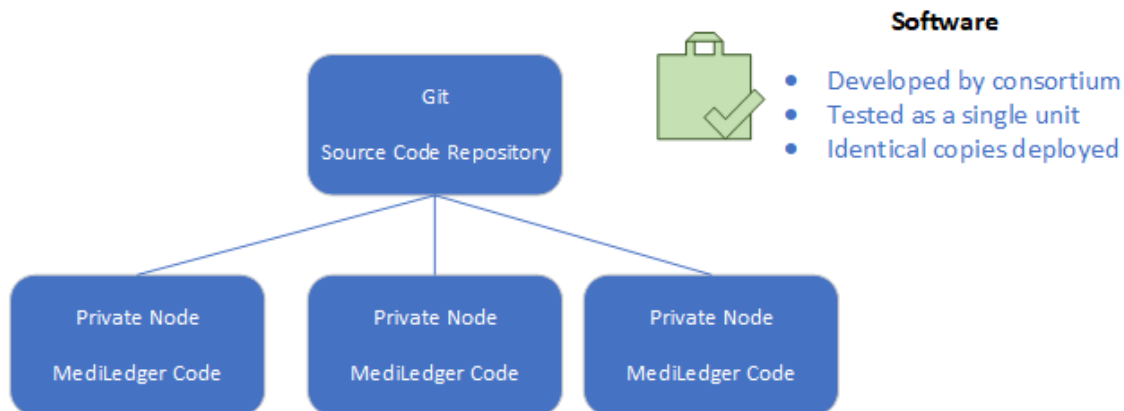 Software
Developed by consortium
Tested as a single unit
Identical copies deployed
Git
Source Code Repository
Private Node
MediLedger Code
Private Node
MediLedger Code
Private Node
MediLedger Code